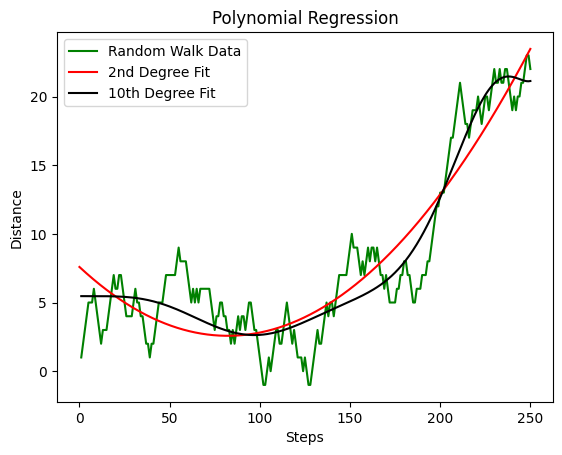 Polynomial Regression
Random Walk Data
2nd Degree Fit
10th Degree Fit
Distance
20
15
10
5
0
0 50 100 150 200 250
Steps